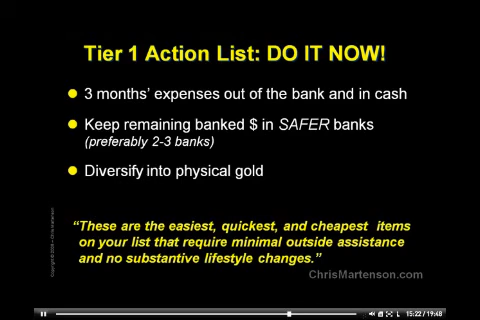 Tier 1 Action List: DO IT NOW!
3 months' expenses out of the bank and in cash
Keep remaining banked $ in SAFER banks
(preferably 2-3 banks)
Diversify into physical gold
"These are the easiest, quickest, and cheapest items
on your list that require minimal outside assistance
and no substantive lifestyle changes."
ChrisMartenson.com
15:22 / 19:48